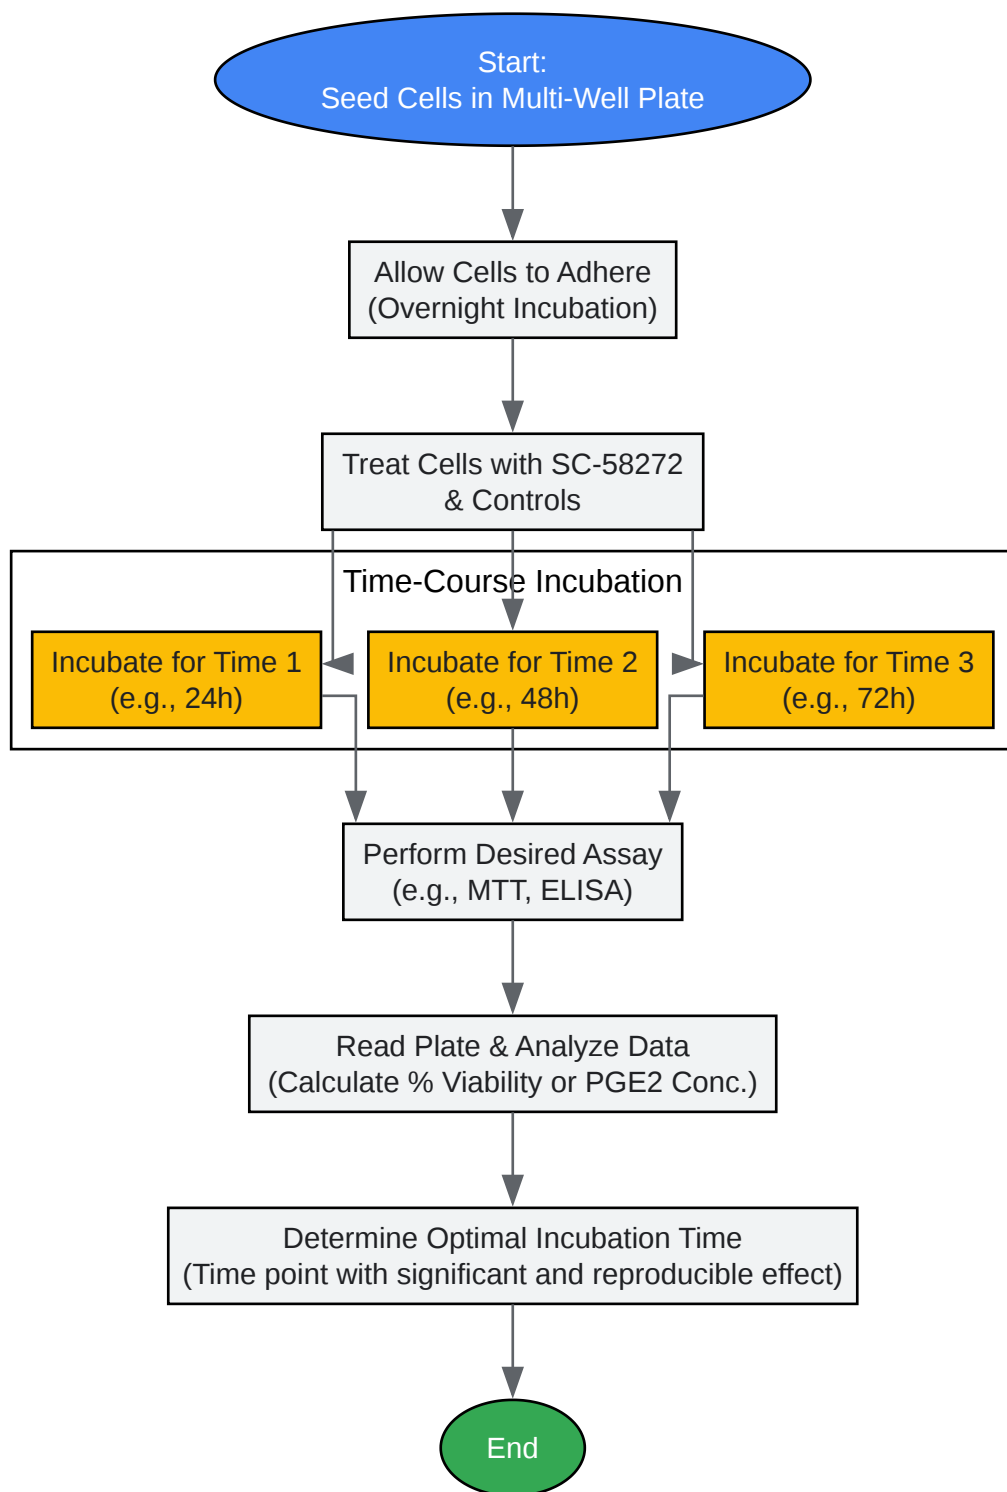 Start:
Seed Cells in Multi-Well Plate
Allow Cells to Adhere
(Overnight Incubation)
Treat Cells with SC-58272
& Controls
Time-Course Incubation
Incubate for Time 1
(e.g., 24h)
Incubate for Time 2
(e.g., 48h)
Incubate for Time 3
(e.g., 72h)
Perform Desired Assay
(e.g., MTT, ELISA)
Read Plate & Analyze Data
(Calculate % Viability or PGE2 Conc.)
Determine Optimal Incubation Time
(Time point with significant and reproducible effect)
End